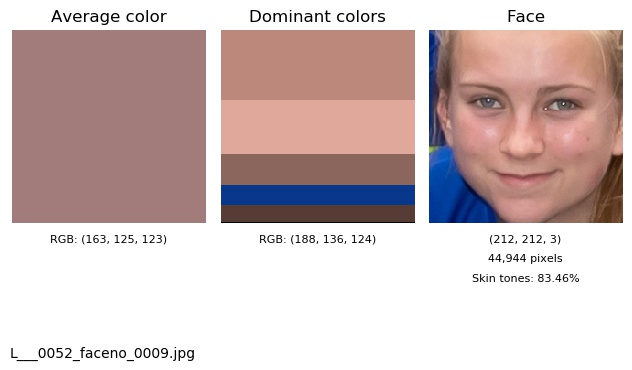 Average color
Dominant colors
Face
RGB: (163, 125, 123)
RGB: (188, 136, 124)
(212, 212, 3)
44,944 pixels
Skin tones: 83.46%
L___0052_faceno_0009.jpg